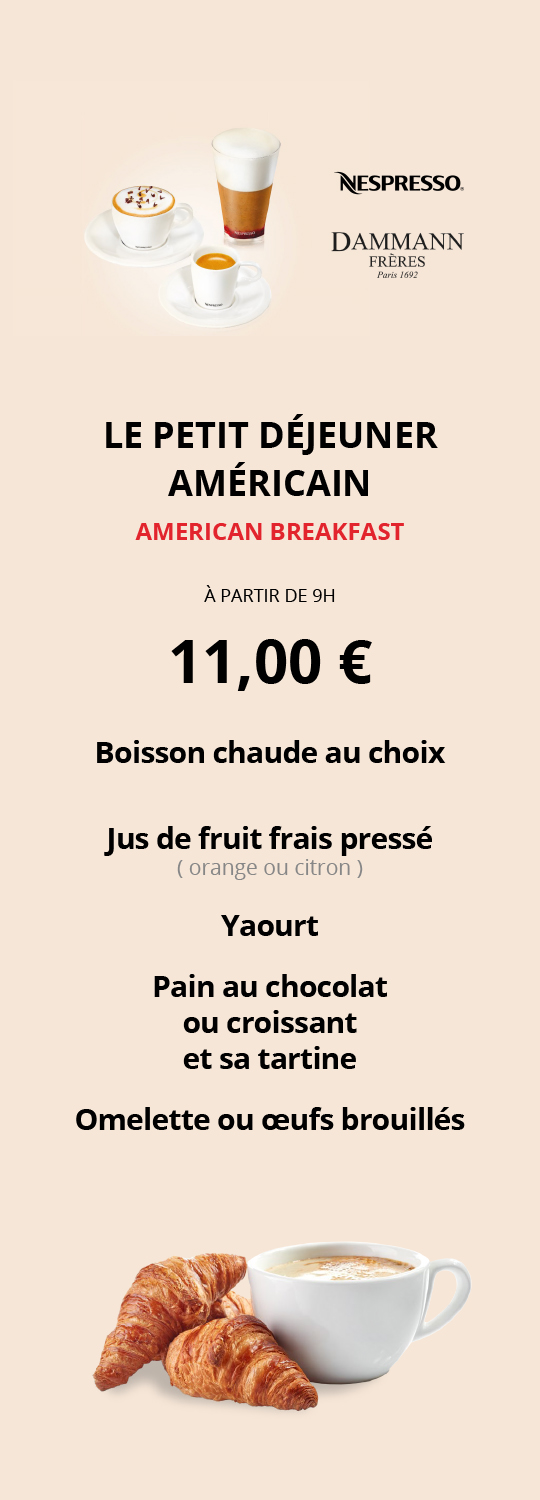 NESPRESSO.
DAMMANN
FRÈRES
Paris 1692
LE PETIT DÉJEUNER
AMÉRICAIN
AMERICAN BREAKFAST
À PARTIR DE 9H
11,00 €
Boisson chaude au choix
Jus de fruit frais pressé
( orange ou citron )
Yaourt
Pain au chocolat
ou croissant
et sa tartine
Omelette ou œufs brouillés